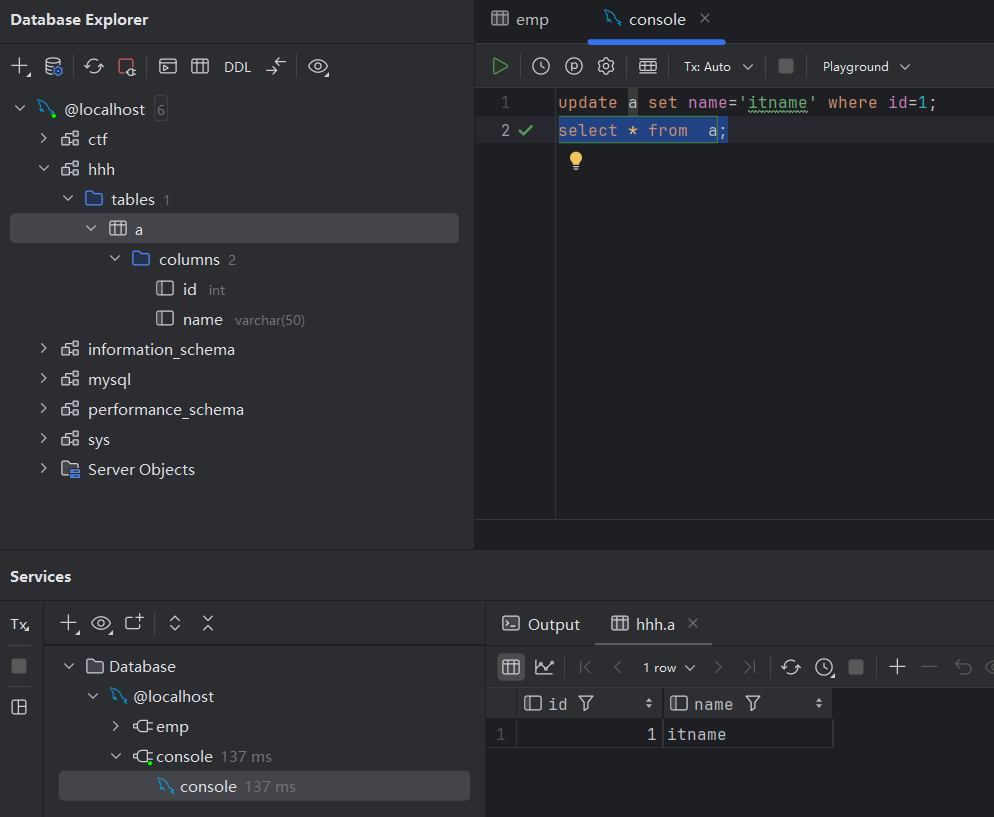 Database Explorer
DDL
@localhost 6
ctf
hhh
tables 1
a
columns 2
id int
name varchar(50)
information_schema
mysql
performance_schema
sys
Server Objects
emp console
Tx: Auto Playground
1 update a set name='itname' where id=1;
2 select * from  a;
Services
Tx
Database
@localhost
emp
console 137 ms
console 137 ms
Output hhh.a
1 row
id name
1 1 itname